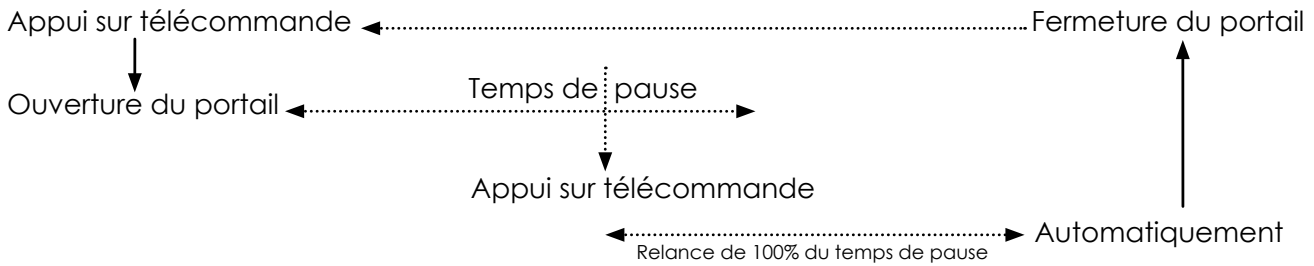 Appui sur télécommande
Fermeture du portail
Ouverture du portail
Temps de pause
Appui sur télécommande
Automatiquement
Relance de 100% du temps de pause